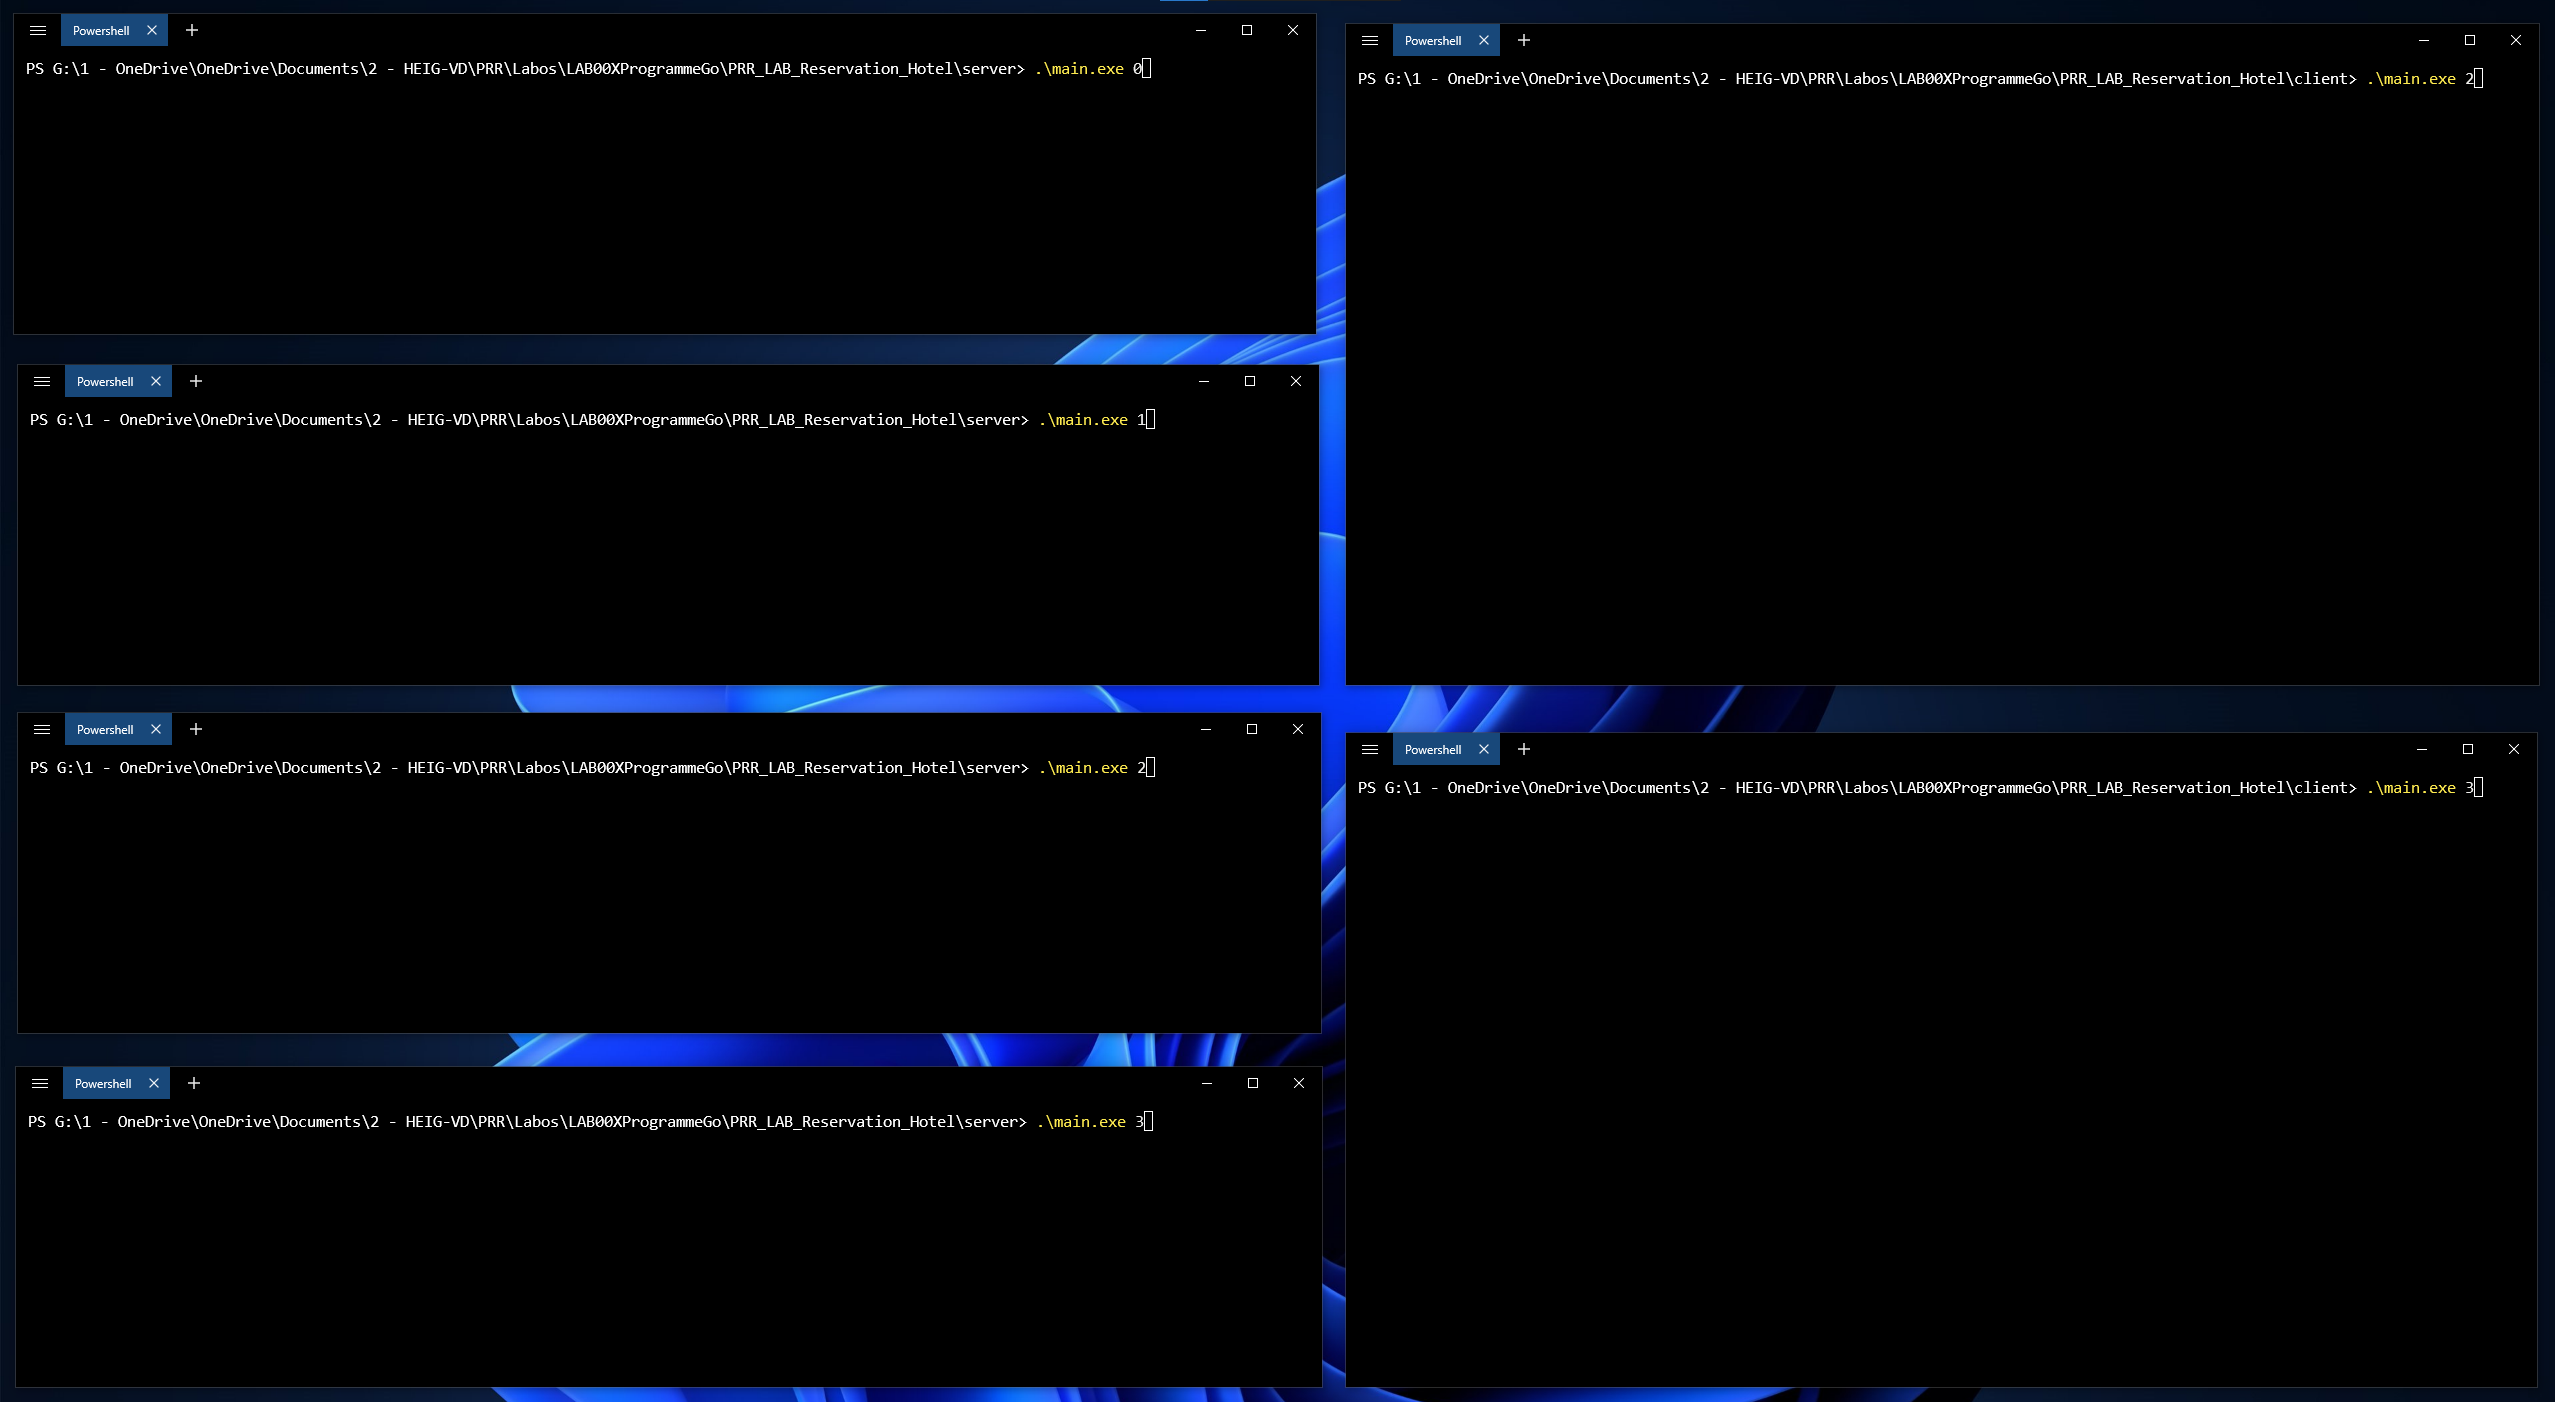 Powershell
PS G:\1 - OneDrive\OneDrive\Documents\2 - HEIG-VD\PRR\Labos\LAB00XProgrammeGo\PRR_LAB_Reservation_Hotel\server> .\main.exe 0
Powershell
PS G:\1 - OneDrive\OneDrive\Documents\2 - HEIG-VD\PRR\Labos\LAB00XProgrammeGo\PRR_LAB_Reservation_Hotel\server> .\main.exe 1
Powershell
PS G:\1 - OneDrive\OneDrive\Documents\2 - HEIG-VD\PRR\Labos\LAB00XProgrammeGo\PRR_LAB_Reservation_Hotel\server> .\main.exe 2
Powershell
PS G:\1 - OneDrive\OneDrive\Documents\2 - HEIG-VD\PRR\Labos\LAB00XProgrammeGo\PRR_LAB_Reservation_Hotel\server> .\main.exe 3
Powershell
PS G:\1 - OneDrive\OneDrive\Documents\2 - HEIG-VD\PRR\Labos\LAB00XProgrammeGo\PRR_LAB_Reservation_Hotel\client> .\main.exe 2
Powershell
PS G:\1 - OneDrive\OneDrive\Documents\2 - HEIG-VD\PRR\Labos\LAB00XProgrammeGo\PRR_LAB_Reservation_Hotel\client> .\main.exe 3